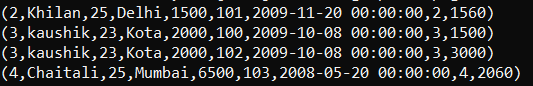 (2,Khilan,25,Delhi,1500,101,2009-11-20 00:00:00,2,1560)
(3,kaushik,23,Kota,2000,100,2009-10-08 00:00:00,3,1500)
(3,kaushik,23,Kota,2000,102,2009-10-08 00:00:00,3,3000)
(4,Chaitali,25,Mumbai,6500,103,2008-05-20 00:00:00,4,2060)